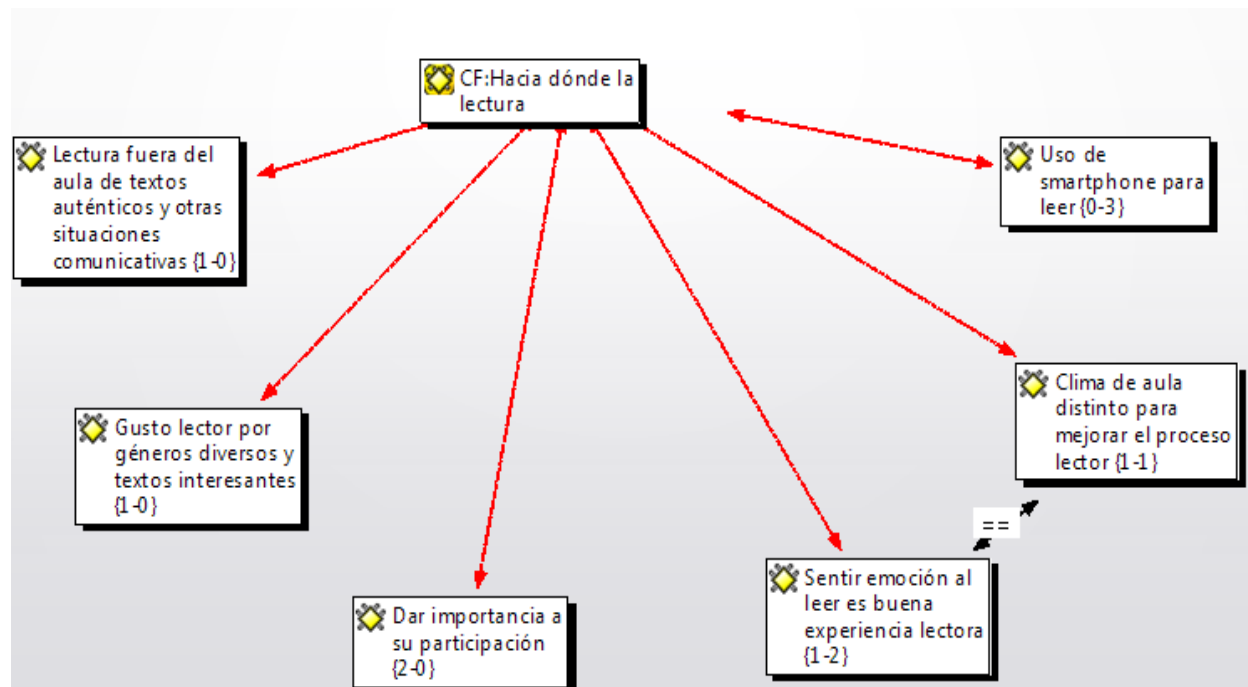 CF:Hacia dónde la
lectura
Lectura fuera del
aula de textos
auténticos y otras
situaciones
comunicativas {1-0}
Uso de
smartphone para
leer {0-3}
Gusto lector por
géneros diversos y
textos interesantes
{1-0}
Clima de aula
distinto para
mejorar el proceso
lector {1-1}
==
Dar importancia a
su participación
{2-0}
Sentir emoción al
leer es buena
experiencia lectora
{1-2}